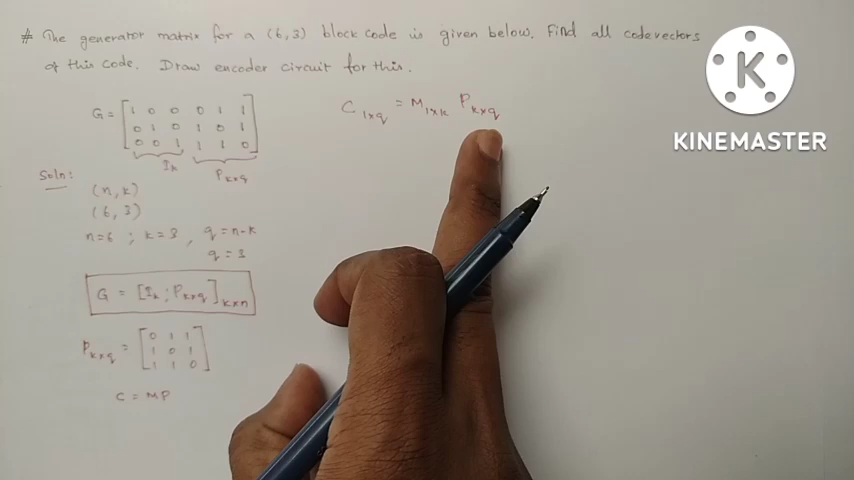 # The generator matrix for a (6,3) block code is given below. Find all codevectors
of this code. Draw encoder circuit for this.
G = [1 0 0 0 1 1
0 1 0 1 0 1
0 0 1 1 1 0]
Ik Pkxq
Soln:
(n, k)
(6, 3)
n=6 ; k=3 , q=n-k
q = 3
G = [Ik ; Pkxq]kxn
Pkxq = [0 1 1
1 0 1
1 1 0]
C = MP
C1xq = M1xk Pkxq
K
KINEMASTER